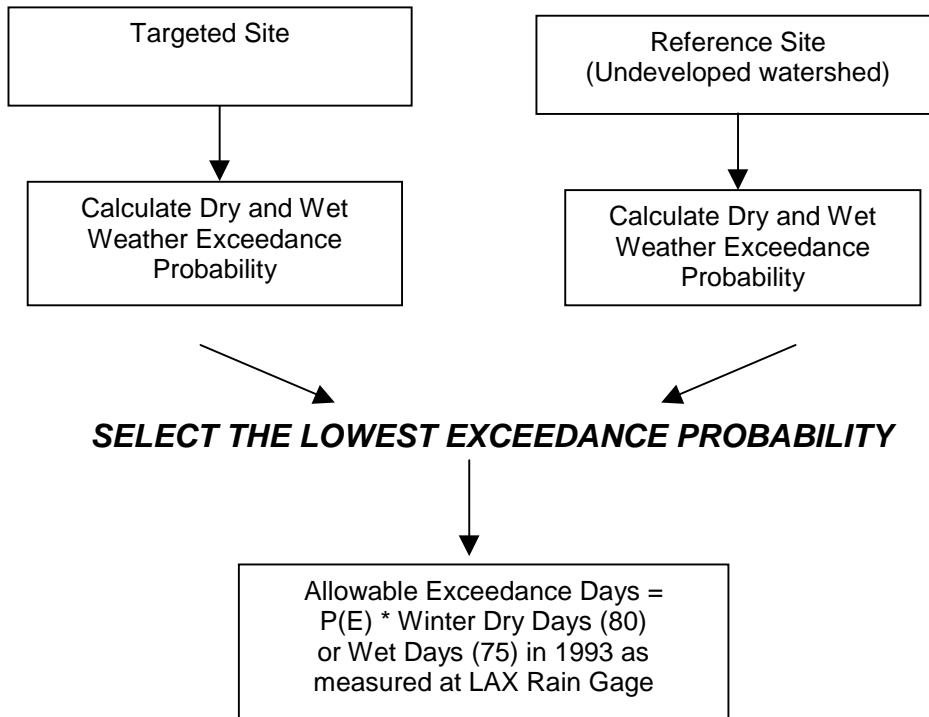 Targeted Site
Reference Site
(Undeveloped watershed)
Calculate Dry and Wet
Weather Exceedance
Probability
Calculate Dry and Wet
Weather Exceedance
Probability
SELECT THE LOWEST EXCEEDANCE PROBABILITY
Allowable Exceedance Days =
P(E) * Winter Dry Days (80)
or Wet Days (75) in 1993 as
measured at LAX Rain Gage